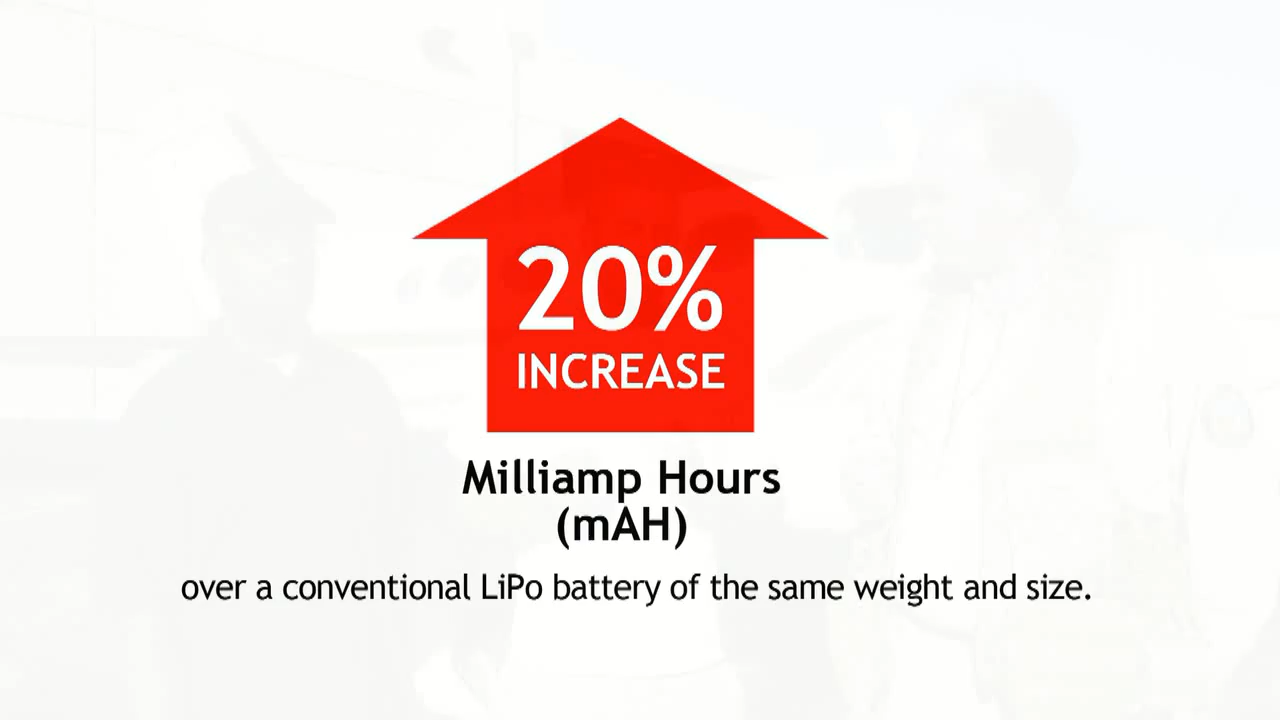 20%
INCREASE
Milliamp Hours
(mAH)
over a conventional LiPo battery of the same weight and size.